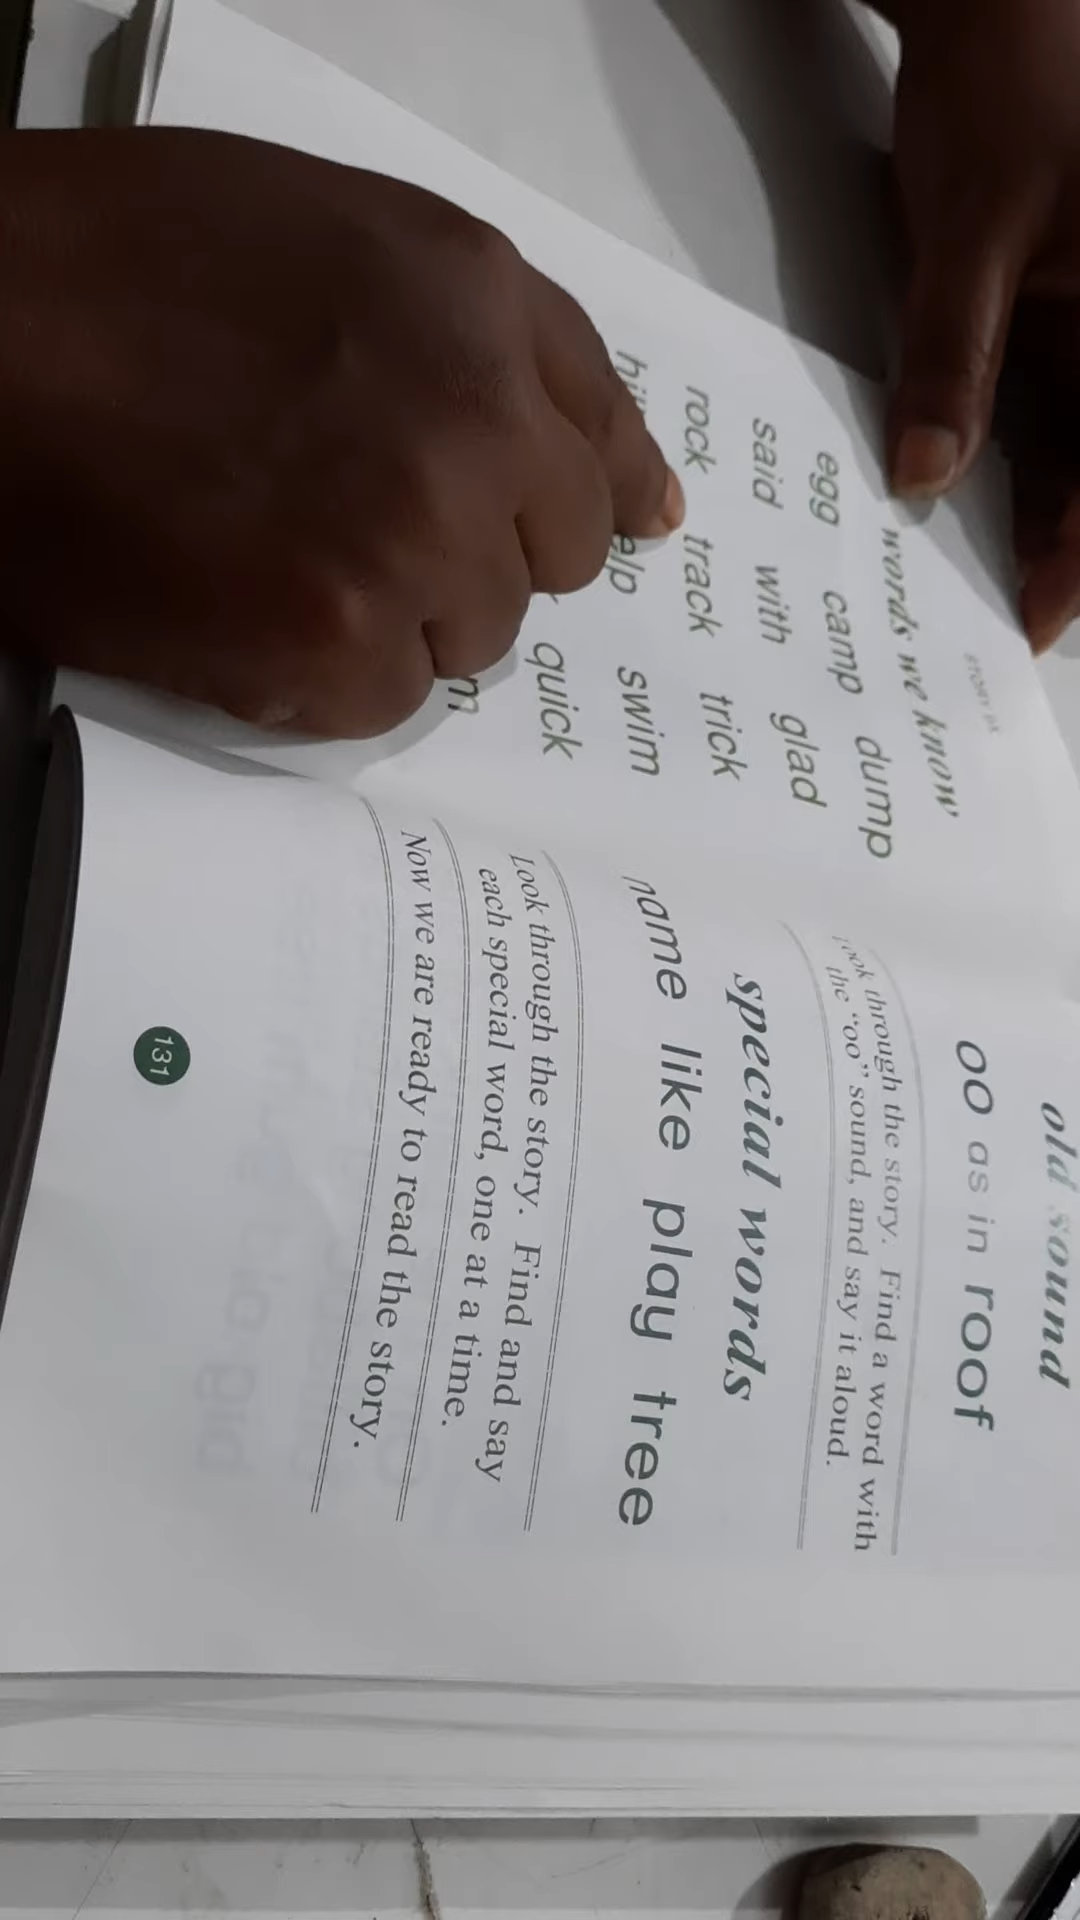 words we know
egg camp dump
said with glad
rock track trick
swim
quick
old sound
oo as in roof
Look through the story. Find a word with
the "oo" sound, and say it aloud.
special words
name like play tree
Look through the story. Find and say
each special word, one at a time.
Now we are ready to read the story.
131